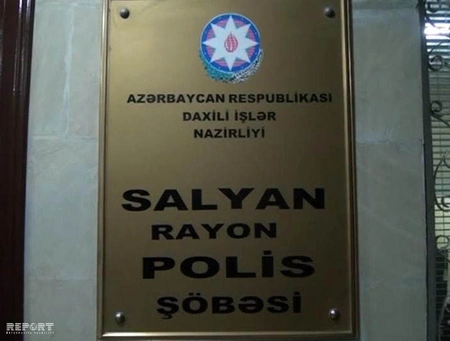 AZƏRBAYCAN RESPUBLİKASI
DAXİLİ İŞLƏR
NAZİRLİYİ
SALYAN
RAYON
POLİS
ŞÖBƏSİ
REPORT